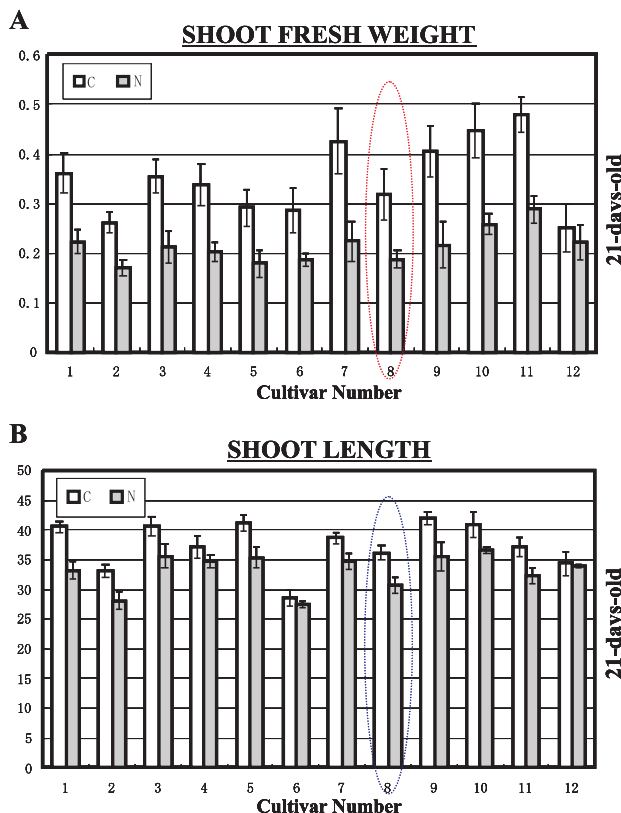 A
SHOOT FRESH WEIGHT
0.6
C N
0.5
0.4
0.3
0.2
0.1
0
1 2 3 4 5 6 7 8 9 10 11 12
Cultivar Number
21-days-old
B
SHOOT LENGTH
50
C N
45
40
35
30
25
20
15
10
5
0
1 2 3 4 5 6 7 8 9 10 11 12
Cultivar Number
21-days-old